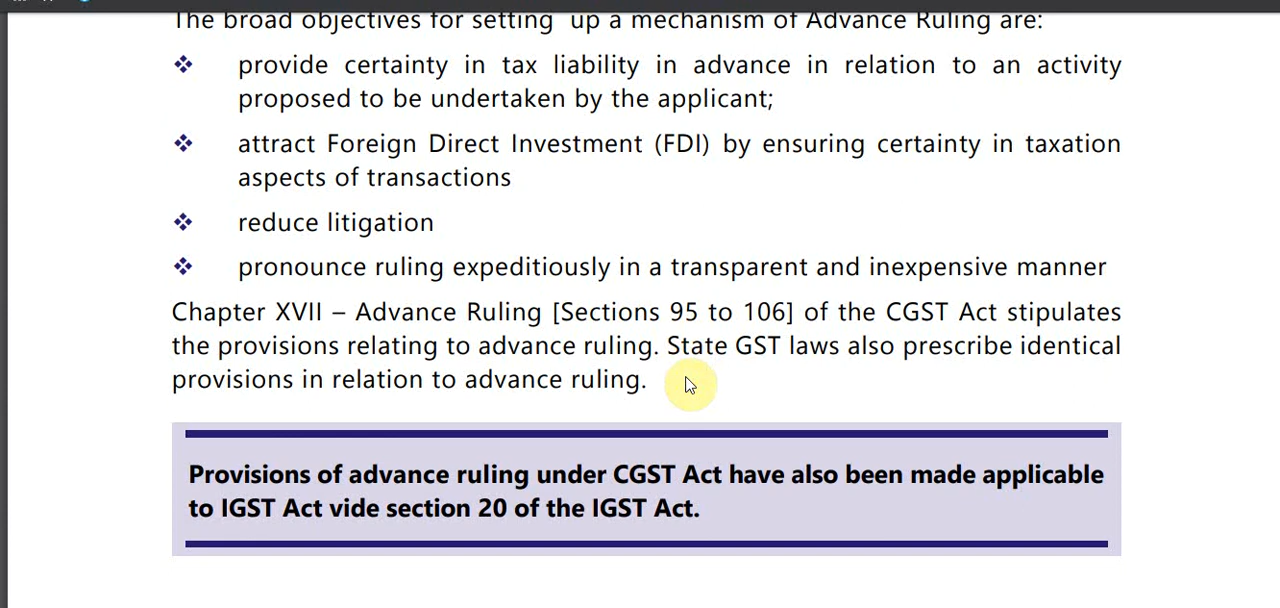 The broad objectives for setting up a mechanism of Advance Ruling are:
❖ provide certainty in tax liability in advance in relation to an activity
proposed to be undertaken by the applicant;
❖ attract Foreign Direct Investment (FDI) by ensuring certainty in taxation
aspects of transactions
❖ reduce litigation
❖ pronounce ruling expeditiously in a transparent and inexpensive manner
Chapter XVII – Advance Ruling [Sections 95 to 106] of the CGST Act stipulates
the provisions relating to advance ruling. State GST laws also prescribe identical
provisions in relation to advance ruling.
Provisions of advance ruling under CGST Act have also been made applicable
to IGST Act vide section 20 of the IGST Act.